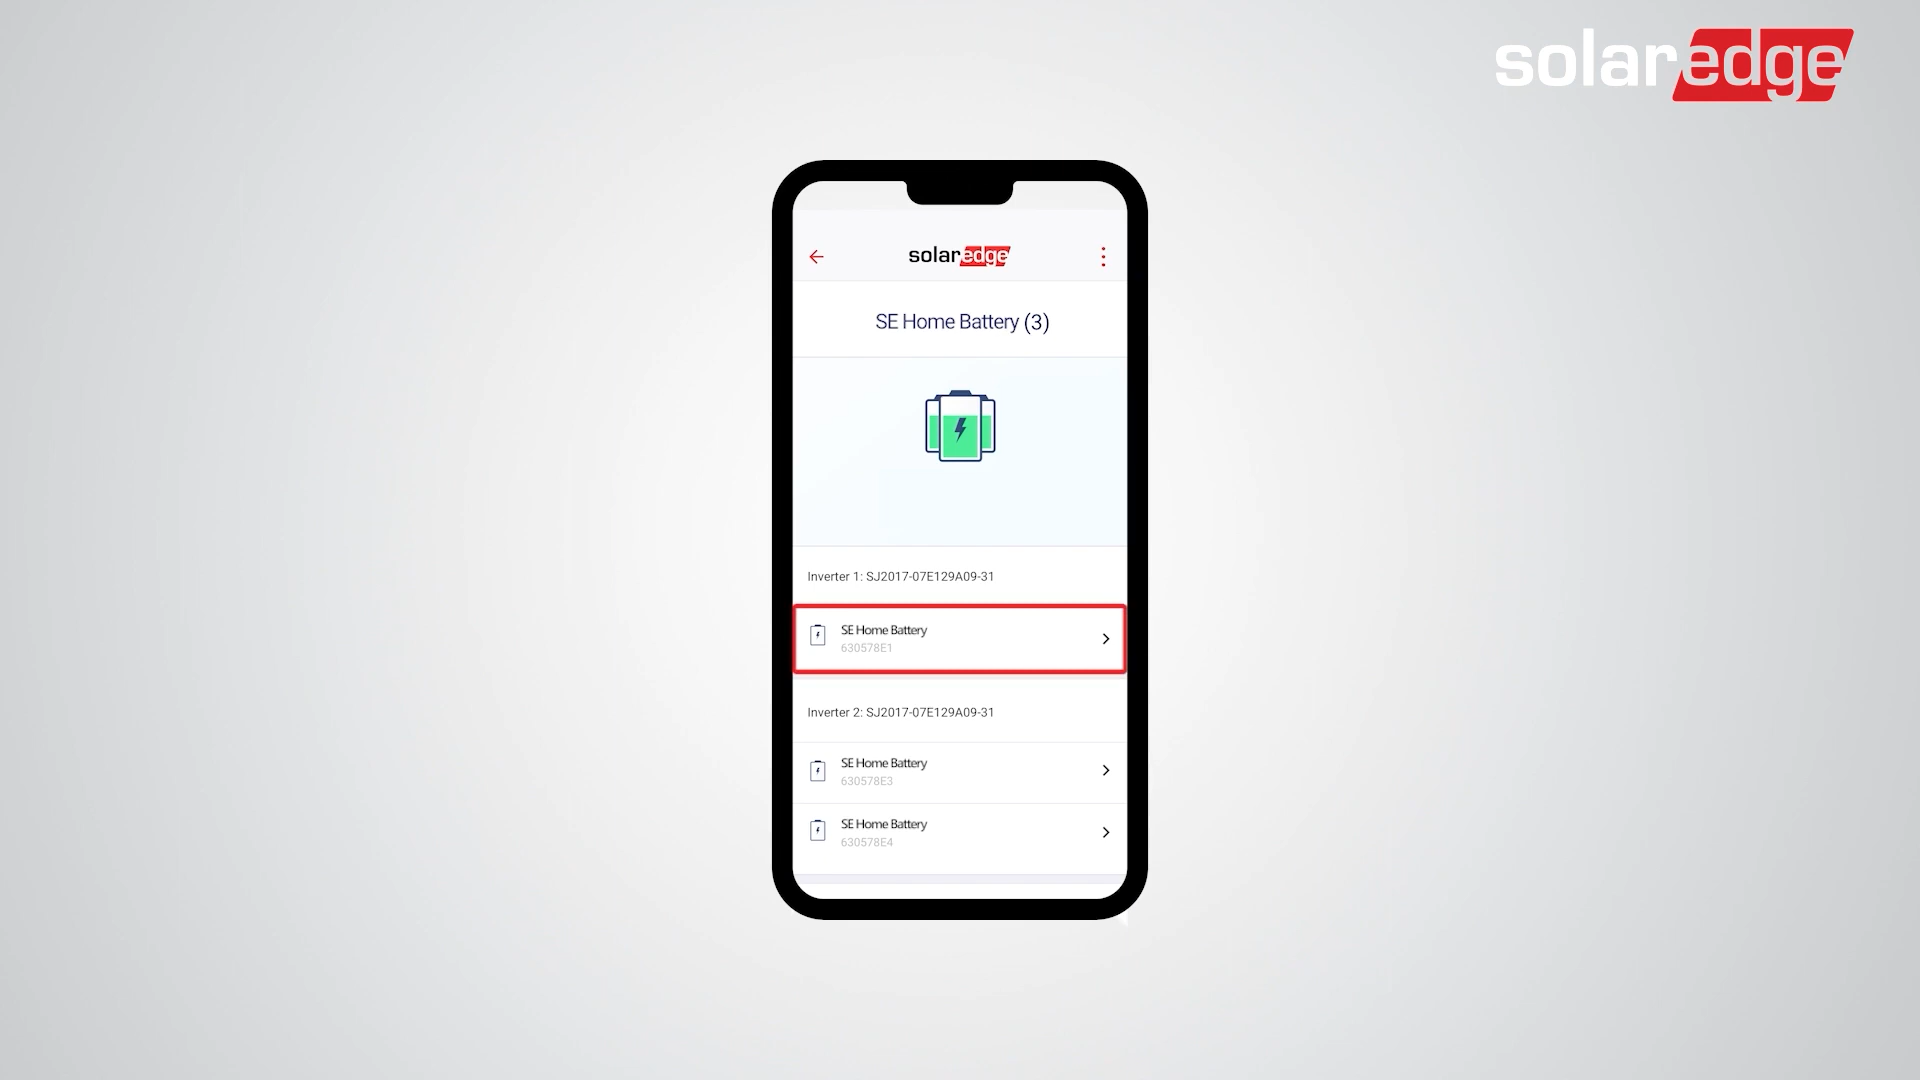 solaredge
solaredge
SE Home Battery (3)
Inverter 1: SJ2017-07E129A09-31
SE Home Battery
630578E1
Inverter 2: SJ2017-07E129A09-31
SE Home Battery
630578E3
SE Home Battery
630578E4